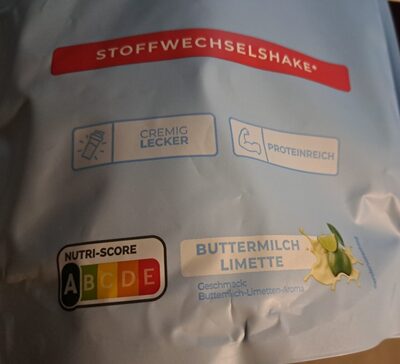 STOFFWECHSELSHAKE*
CREMIG
LECKER
PROTEINREICH
NUTRI-SCORE
A B C D E
BUTTERMILCH
LIMETTE
Geschmack:
Buttermilch-Limetten-Aroma